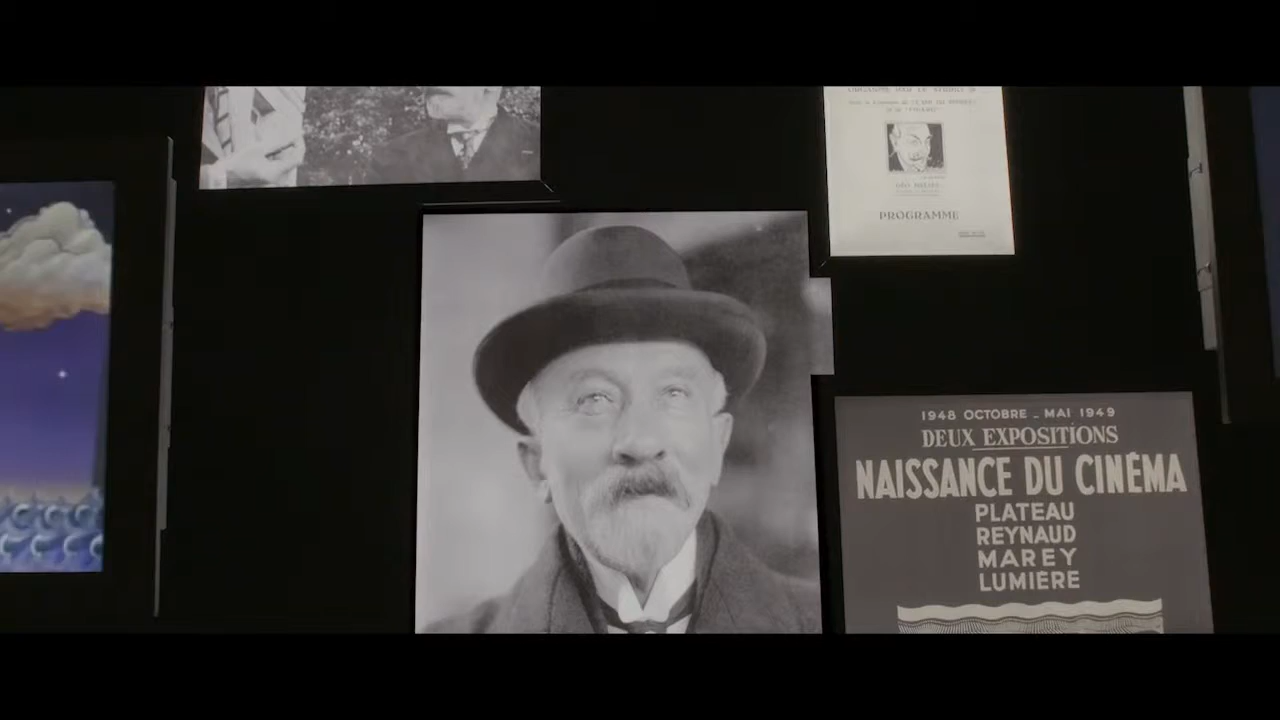 PROGRAMME
1948 OCTOBRE - MAI 1949
DEUX EXPOSITIONS
NAISSANCE DU CINÉMA
PLATEAU
REYNAUD
MAREY
LUMIÈRE